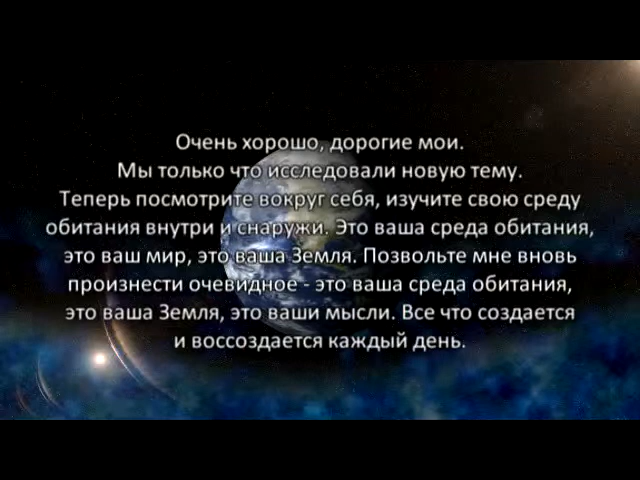 Очень хорошо, дорогие мои.
Мы только что исследовали новую тему.
Теперь посмотрите вокруг себя, изучите свою среду
обитания внутри и снаружи. Это ваша среда обитания,
это ваш мир, это ваша Земля. Позвольте мне вновь
произнести очевидное - это ваша среда обитания,
это ваша Земля, это ваши мысли. Все что создается
и воссоздается каждый день.